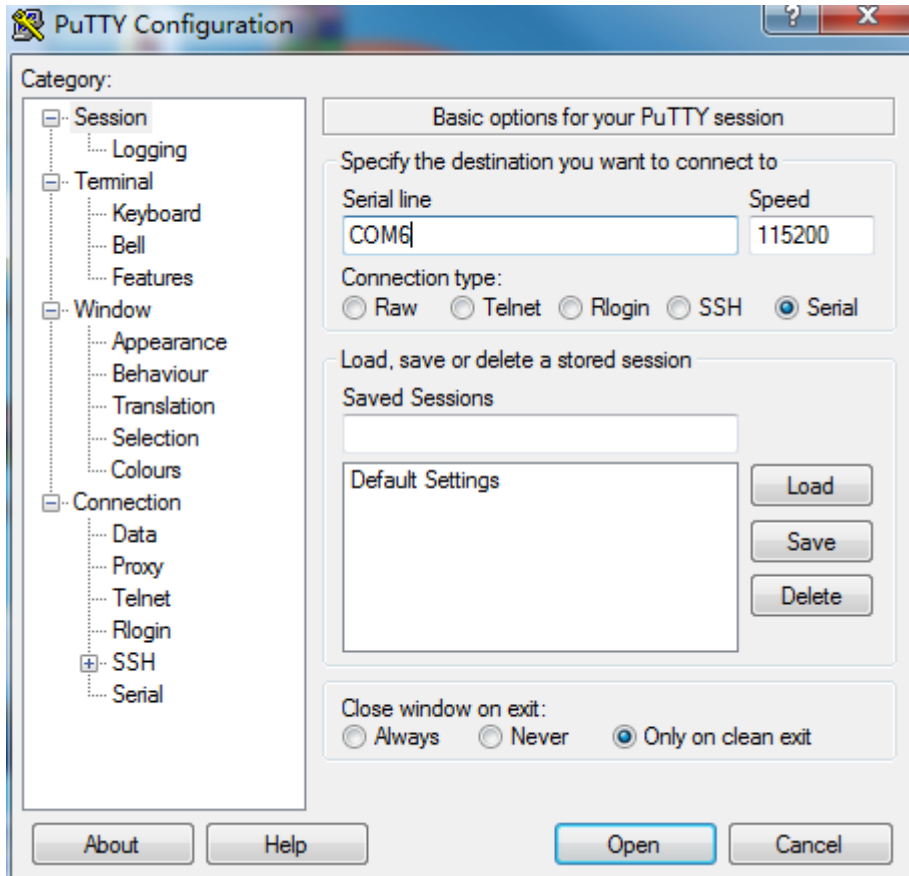 PuTTY Configuration
?
x
Category:
Session
Logging
Terminal
Keyboard
Bell
Features
Window
Appearance
Behaviour
Translation
Selection
Colours
Connection
Data
Proxy
Telnet
Rlogin
SSH
Serial
Basic options for your PuTTY session
Specify the destination you want to connect to
Serial line Speed
COM6 115200
Connection type:
Raw Telnet Rlogin SSH Serial
Load, save or delete a stored session
Saved Sessions
Default Settings
Load
Save
Delete
Close window on exit:
Always Never Only on clean exit
About Help Open Cancel